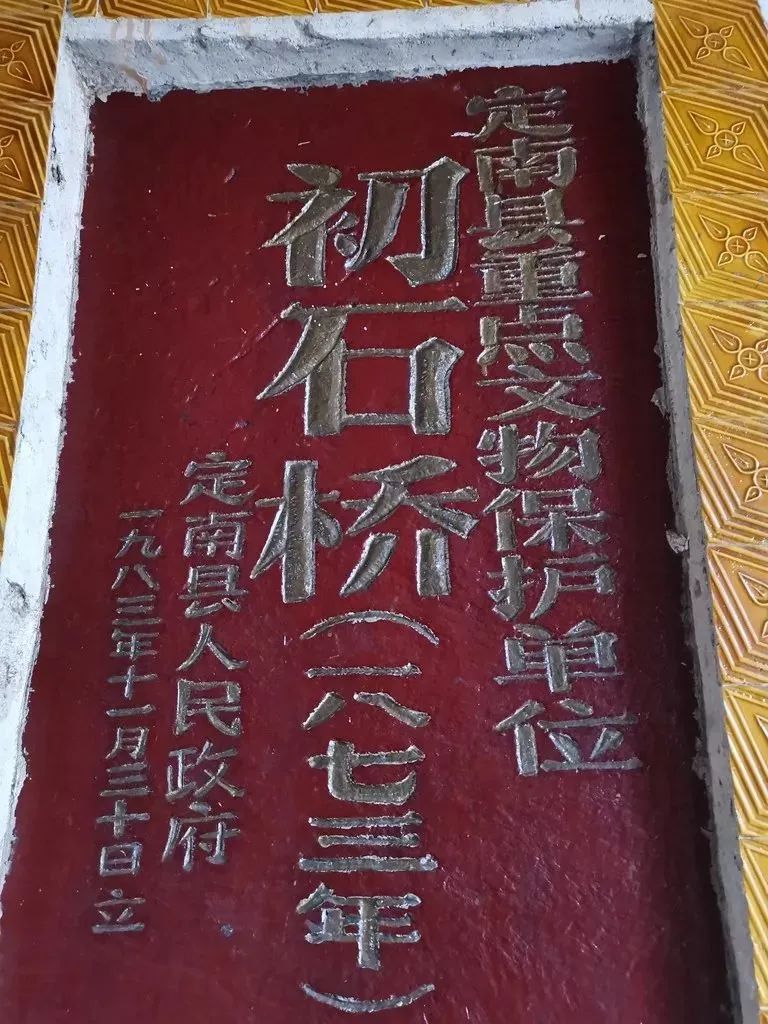 定南县重点文物保护单位
初石桥(一八七三年)
定南县人民政府
一九八三年十一月三十日立